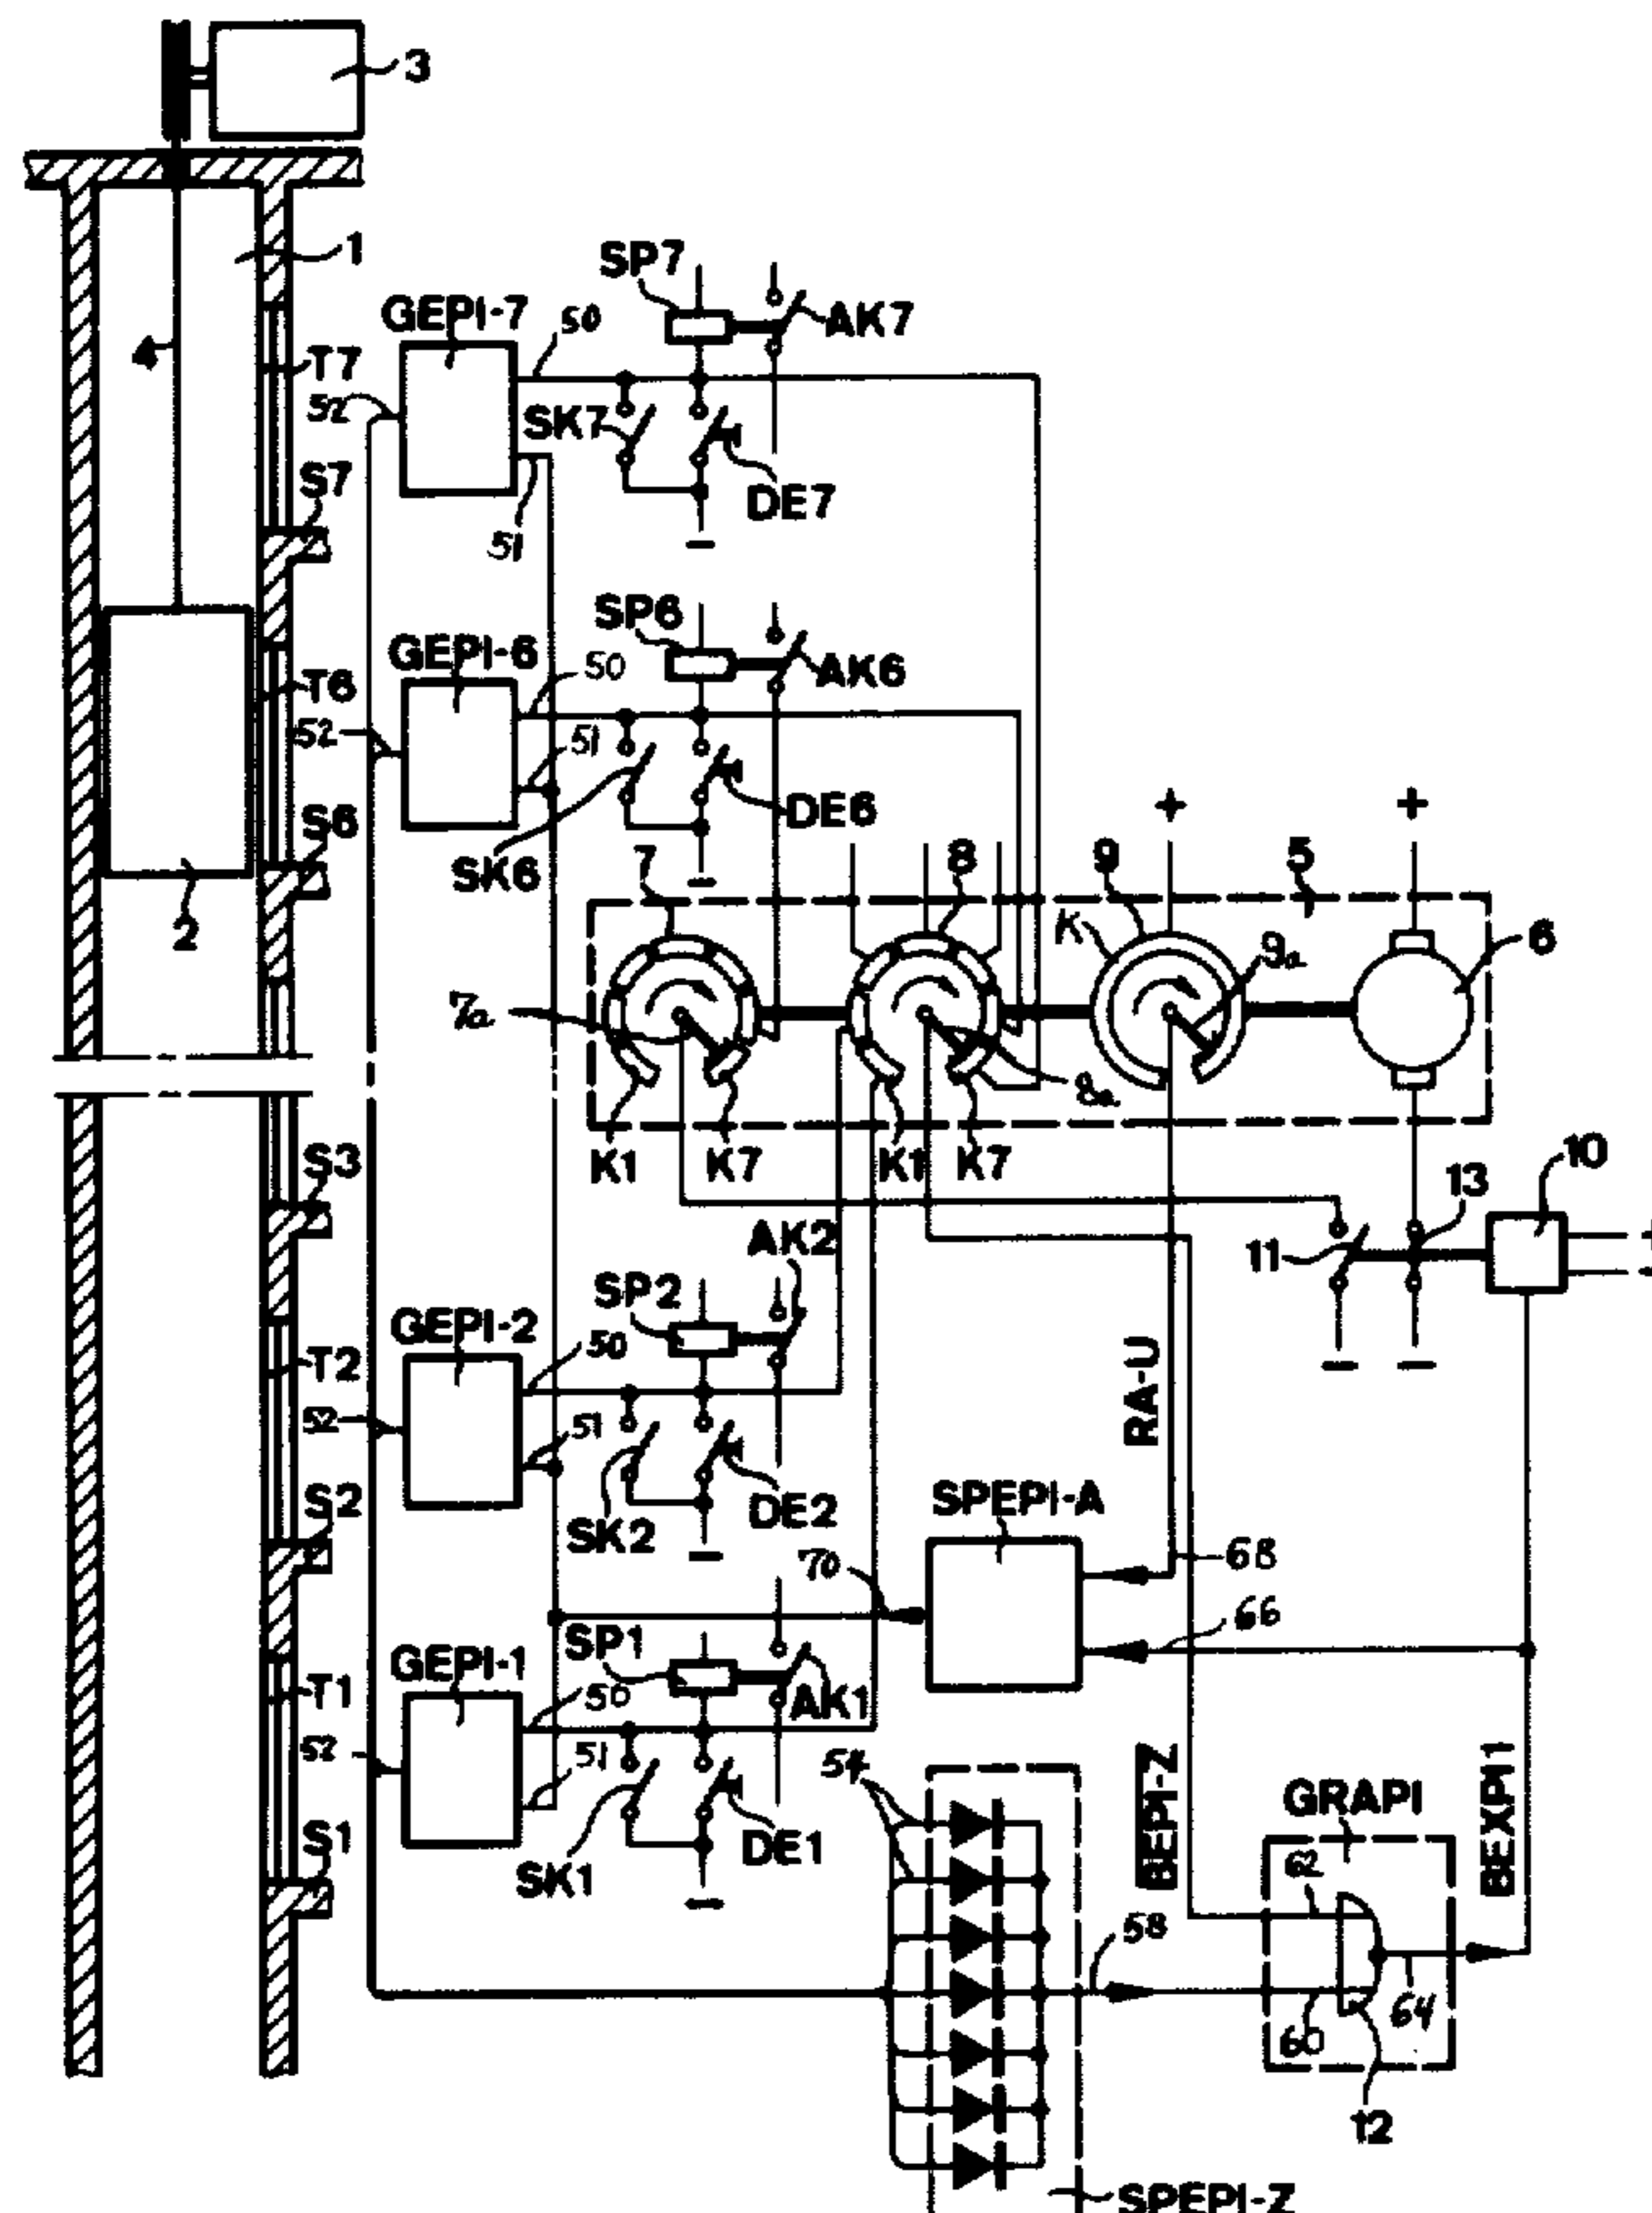 3
1
SP7
GEPI-7
50
AK7
4
T7
52
SK7
S7
DE7
51
SP6
GEPI-6
50
AK6
T6
52
51
DE6
S6
SK6
+
+
7
8
9
5
2
K
9a
6
7a
8a
K1
K7
K1
K7
S3
10
13
AK2
11
SP2
GEPI-2
50
RA-U
T2
52
51
S2
SPEPI-A
DE2
SK2
70
68
66
SP1
GEPI-1
T1
50
AK1
52
51
54
BEPI-Z
GRAPI
BEXPI1
S1
DE1
62
SK1
58
64
60
12
SPEPI-Z